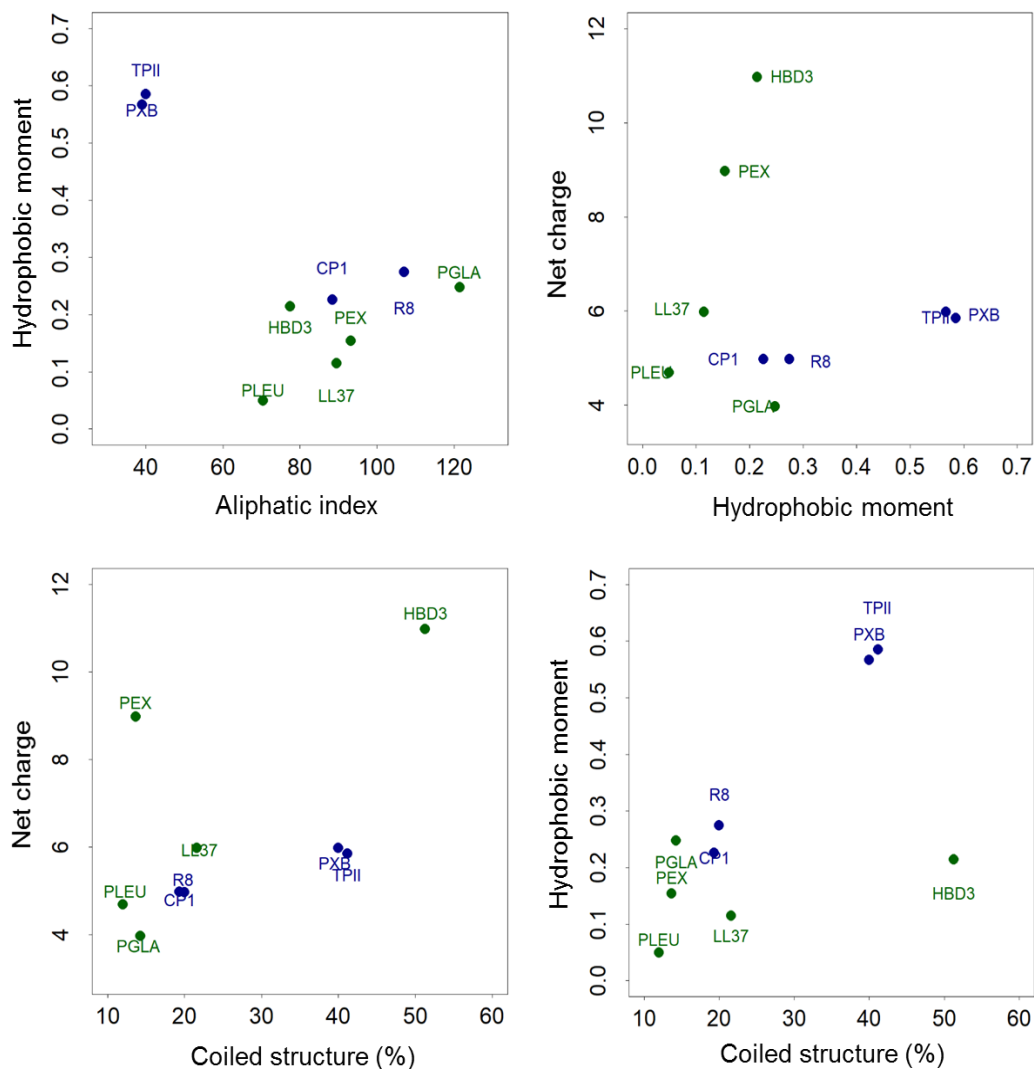 Hydrophobic moment
0.7
0.6
0.5
0.4
0.3
0.2
0.1
0.0
TPII
PXB
CP1
PGLA
R8
HBD3
PEX
PLEU
LL37
40
60
80
100
120
Aliphatic index
Net charge
12
10
8
6
4
HBD3
PEX
LL37
TPII
PXB
CP1
R8
PLEU
PGLA
0.0
0.1
0.2
0.3
0.4
0.5
0.6
0.7
Hydrophobic moment
Net charge
12
10
8
6
4
HBD3
PEX
LL37
PXB
TPII
R8
CP1
PLEU
PGLA
10
20
30
40
50
60
Coiled structure (%)
Hydrophobic moment
0.7
0.6
0.5
0.4
0.3
0.2
0.1
0.0
TPII
PXB
R8
CP1
PGLA
PEX
HBD3
PLEU
LL37
10
20
30
40
50
60
Coiled structure (%)